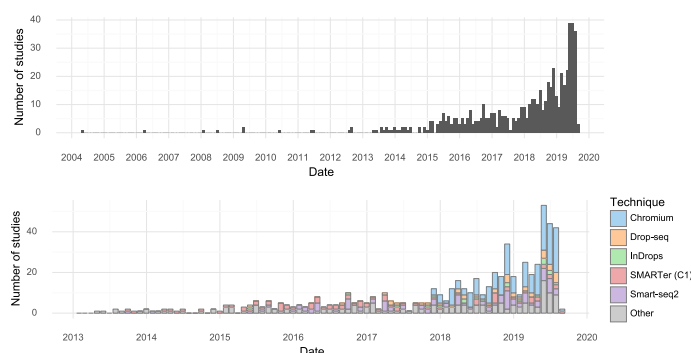 Number of studies
40
30
20
10
0
2004 2005 2006 2007 2008 2009 2010 2011 2012 2013 2014 2015 2016 2017 2018 2019 2020
Date
Number of studies
40
20
0
2013 2014 2015 2016 2017 2018 2019 2020
Date
Technique
Chromium
Drop-seq
InDrops
SMARTer (C1)
Smart-seq2
Other